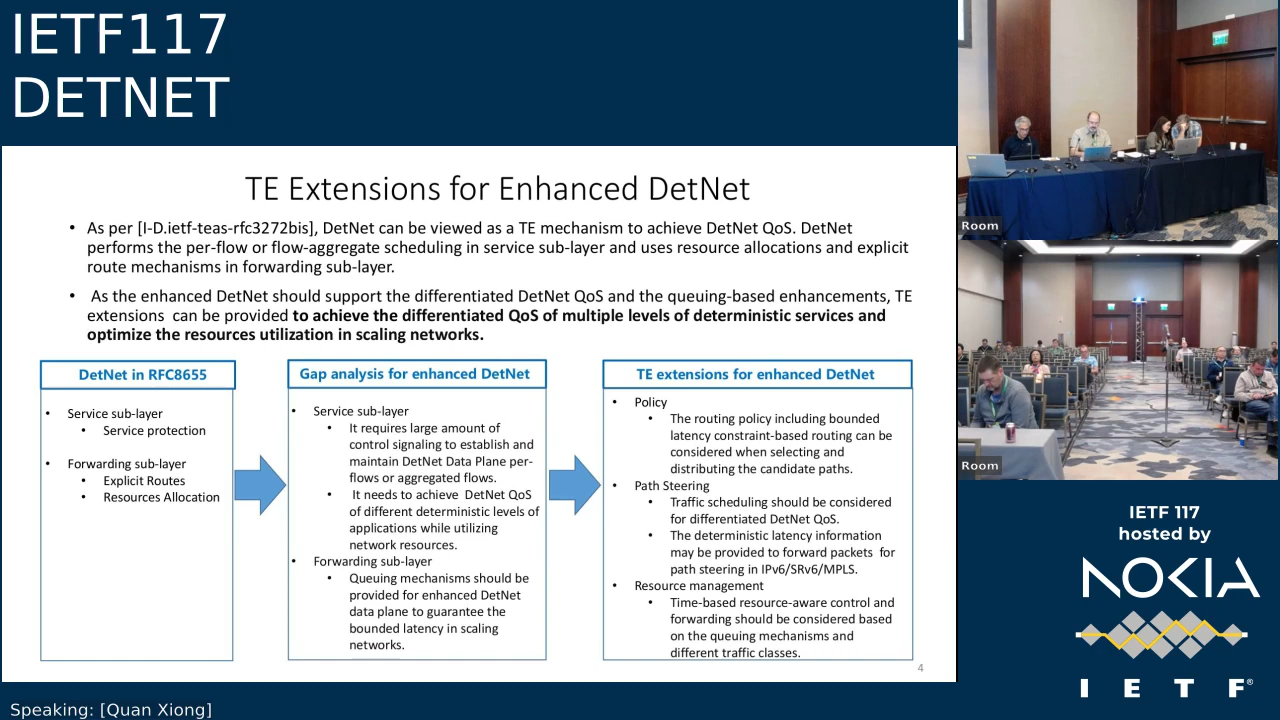 IETF117
DETNET
TE Extensions for Enhanced DetNet
• As per [I-D.ietf-teas-rfc3272bis], DetNet can be viewed as a TE mechanism to achieve DetNet QoS. DetNet
performs the per-flow or flow-aggregate scheduling in service sub-layer and uses resource allocations and explicit
route mechanisms in forwarding sub-layer.
• As the enhanced DetNet should support the differentiated DetNet QoS and the queuing-based enhancements, TE
extensions can be provided to achieve the differentiated QoS of multiple levels of deterministic services and
optimize the resources utilization in scaling networks.
DetNet in RFC8655
• Service sub-layer
• Service protection
• Forwarding sub-layer
• Explicit Routes
• Resources Allocation
Gap analysis for enhanced DetNet
• Service sub-layer
• It requires large amount of
control signaling to establish and
maintain DetNet Data Plane per-
flows or aggregated flows.
• It needs to achieve DetNet QoS
of different deterministic levels of
applications while utilizing
network resources.
• Forwarding sub-layer
• Queuing mechanisms should be
provided for enhanced DetNet
data plane to guarantee the
bounded latency in scaling
networks.
TE extensions for enhanced DetNet
• Policy
• The routing policy including bounded
latency constraint-based routing can be
considered when selecting and
distributing the candidate paths.
• Path Steering
• Traffic scheduling should be considered
for differentiated DetNet QoS.
• The deterministic latency information
may be provided to forward packets for
path steering in IPv6/SRv6/MPLS.
• Resource management
• Time-based resource-aware control and
forwarding should be considered based
on the queuing mechanisms and
different traffic classes.
4
Speaking: [Quan Xiong]
Room
Room
IETF 117
hosted by
NOKIA
I E T F®